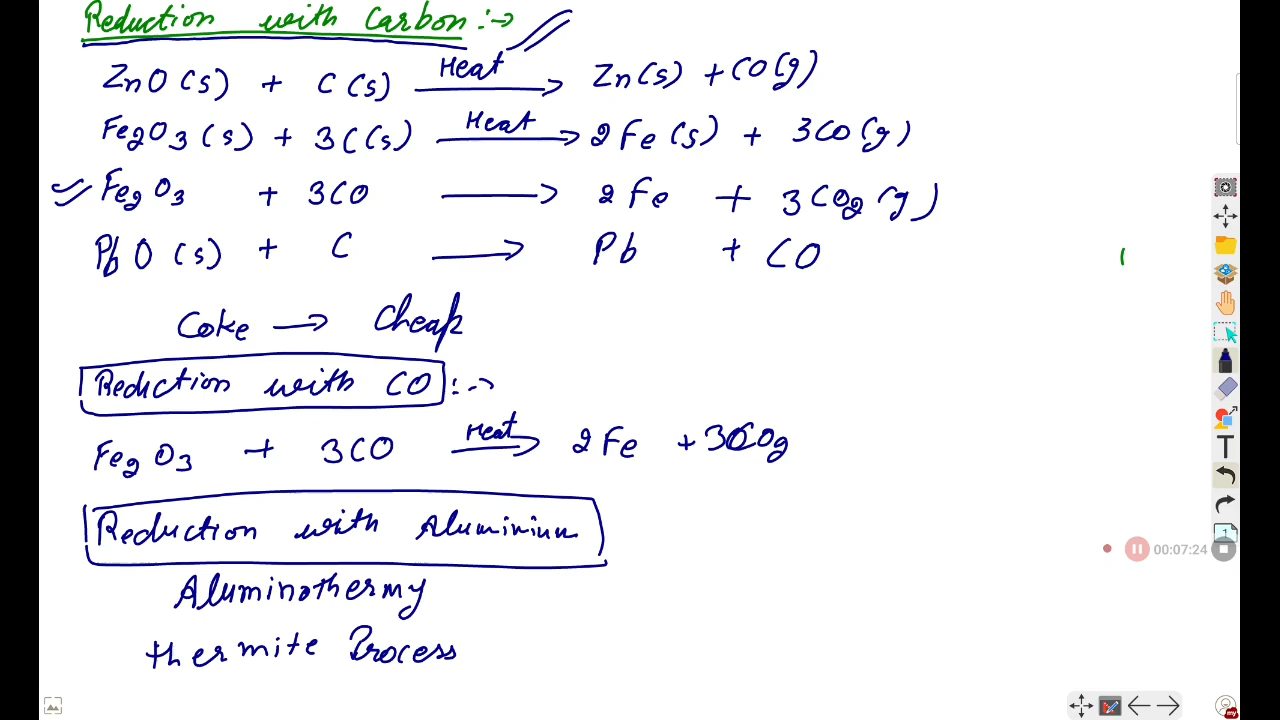 Reduction with Carbon :→
ZnO (s) + C (s) —Heat→ Zn (s) + CO (g)
Fe2O3 (s) + 3C (s) —Heat→ 2Fe (s) + 3CO (g)
Fe2O3 + 3CO ⟶ 2Fe + 3CO2 (g)
PbO (s) + C ⟶ Pb + CO
Coke → Cheap
Reduction with CO :→
Fe2O3 + 3CO —Heat→ 2Fe + 3CO2
Reduction with Aluminium
Aluminothermy
thermite Process
00:07:24
1
my